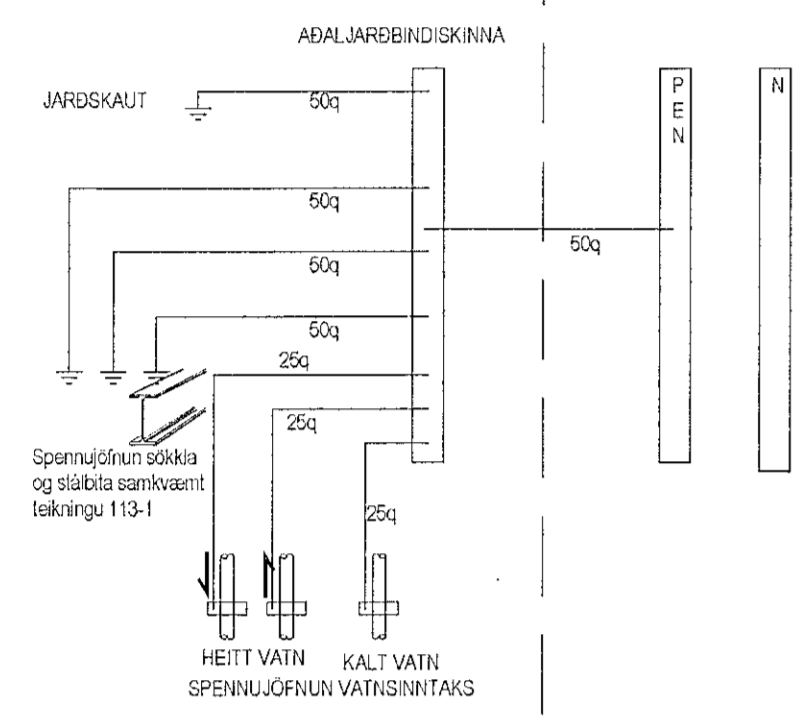 AÐALJARÐBINDISKINNA
JARÐSKAUT
50q
P
E
N
N
50q
50q
50q
50q
25q
25q
Spennujöfnun sökkla
og stálbita samkvæmt
teikningu 113-1
25q
HEITT VATN
KALT VATN
SPENNUJÖFNUN VATNSINNTAKS